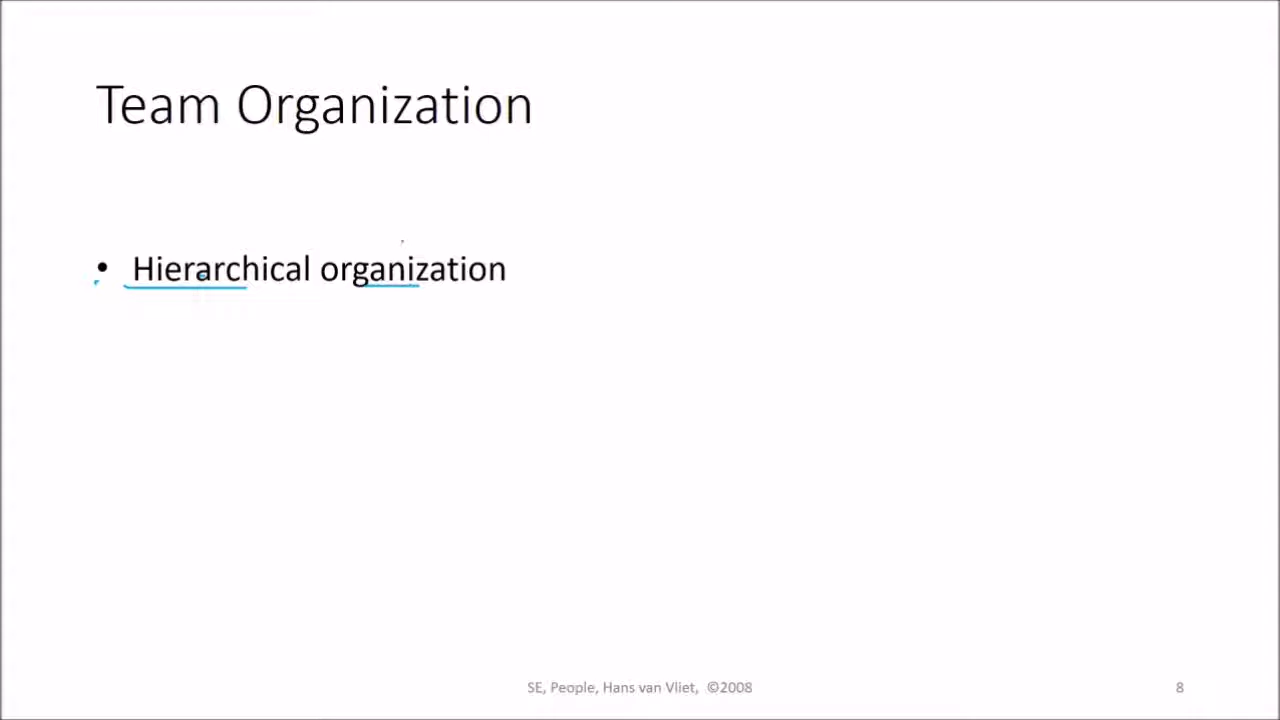 Team Organization
• Hierarchical organization
SE, People, Hans van Vliet, ©2008
8